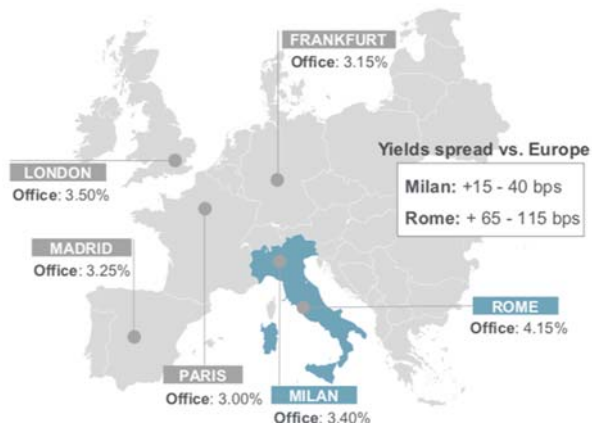 FRANKFURT
Office: 3.15%
Yields spread vs. Europe
Milan: +15 - 40 bps
Rome: + 65 - 115 bps
LONDON
Office: 3.50%
MADRID
Office: 3.25%
ROME
Office: 4.15%
PARIS
Office: 3.00%
MILAN
Office: 3.40%